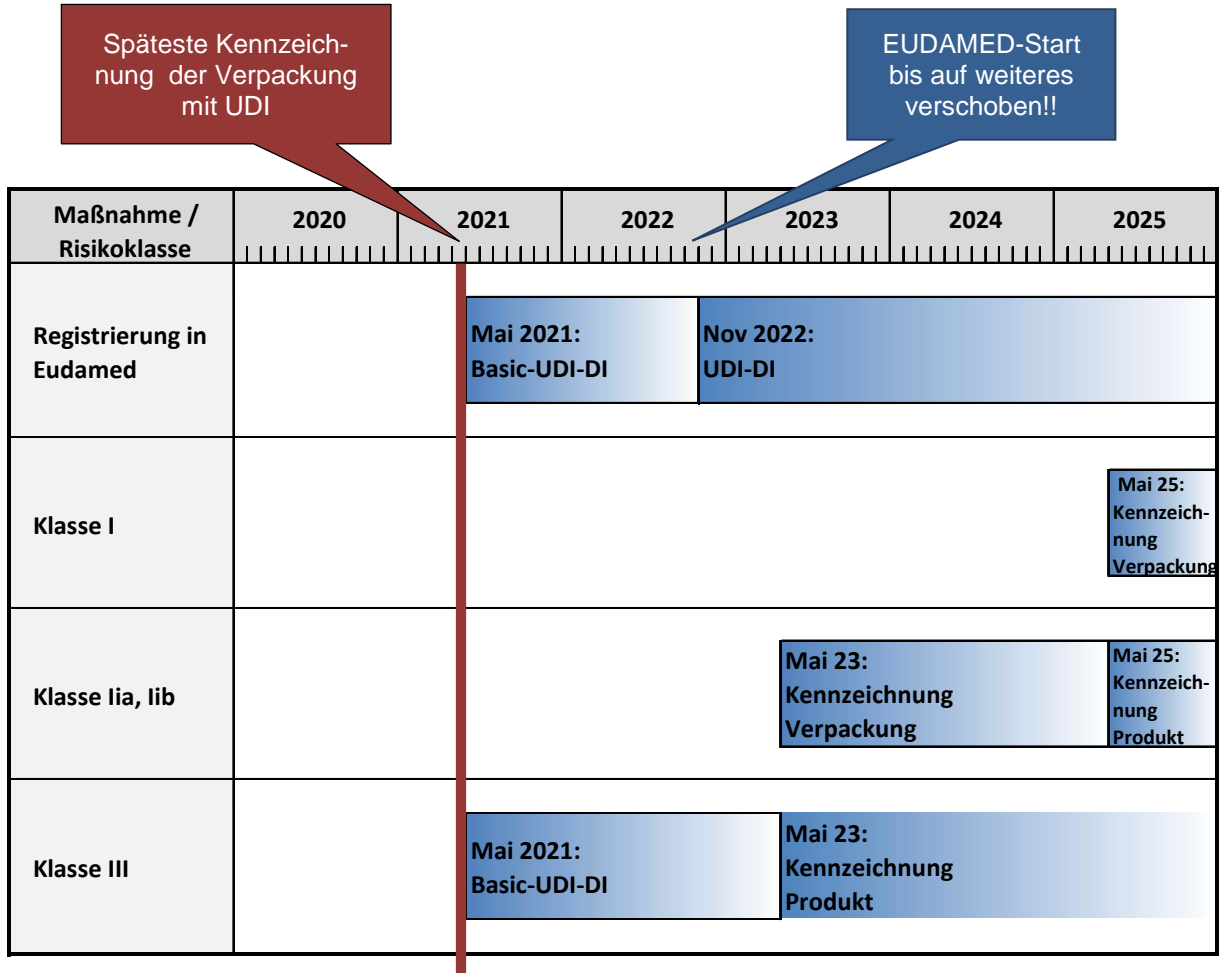 Späteste Kennzeich-
nung der Verpackung
mit UDI
EUDAMED-Start
bis auf weiteres
verschoben!!
Maßnahme /
Risikoklasse
2020
2021
2022
2023
2024
2025
Registrierung in
Eudamed
Mai 2021:
Basic-UDI-DI
Nov 2022:
UDI-DI
Klasse I
Mai 25:
Kennzeich-
nung
Verpackung
Klasse Iia, Iib
Mai 23:
Kennzeichnung
Verpackung
Mai 25:
Kennzeich-
nung
Produkt
Klasse III
Mai 2021:
Basic-UDI-DI
Mai 23:
Kennzeichnung
Produkt